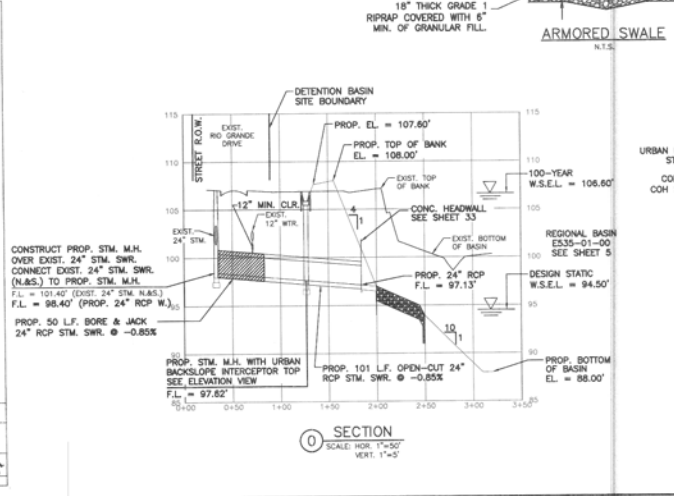 18" THICK GRADE 1
RIPRAP COVERED WITH 6"
MIN. OF GRANULAR FILL.
ARMORED SWALE
N.T.S.
DETENTION BASIN
SITE BOUNDARY
115
115
STREET R.O.W.
EXIST.
RIO GRANDE
DRIVE
PROP. EL. = 107.60'
PROP. TOP OF BANK
EL. = 108.00'
URBAN
110
110
100-YEAR
W.S.E.L. = 106.60'
EXIST. TOP
OF BANK
COH
12" MIN. CLR.
4
1
CONC. HEADWALL
SEE SHEET 33
105
105
EXIST.
12" WTR.
EXIST.
24" STM.
EXIST. BOTTOM
OF BASIN
REGIONAL BASIN
E535-01-00
SEE SHEET 5
CONSTRUCT PROP. STM. M.H.
OVER EXIST. 24" STM. SWR.
CONNECT EXIST. 24" STM. SWR.
(N.&S.) TO PROP. STM. M.H.
F.L. = 101.40' (EXIST. 24" STM. N.&S.)
F.L. = 98.40' (PROP. 24" RCP W.)
100
100
PROP. 24" RCP
F.L. = 97.13'
DESIGN STATIC
W.S.E.L. = 94.50'
95
PROP. 50 L.F. BORE & JACK
24" RCP STM. SWR. @ -0.85%
10
1
90
90
PROP. STM. M.H. WITH URBAN
BACKSLOPE INTERCEPTOR TOP
SEE ELEVATION VIEW
F.L. = 97.62'
PROP. 101 L.F. OPEN-CUT 24"
RCP STM. SWR. @ -0.85%
PROP. BOTTOM
OF BASIN
EL. = 88.00'
85
85
0+00 0+50 1+00 1+50 2+00 2+50 3+00 3+50
O SECTION
SCALE: HOR. 1"=50'
VERT. 1"=5'